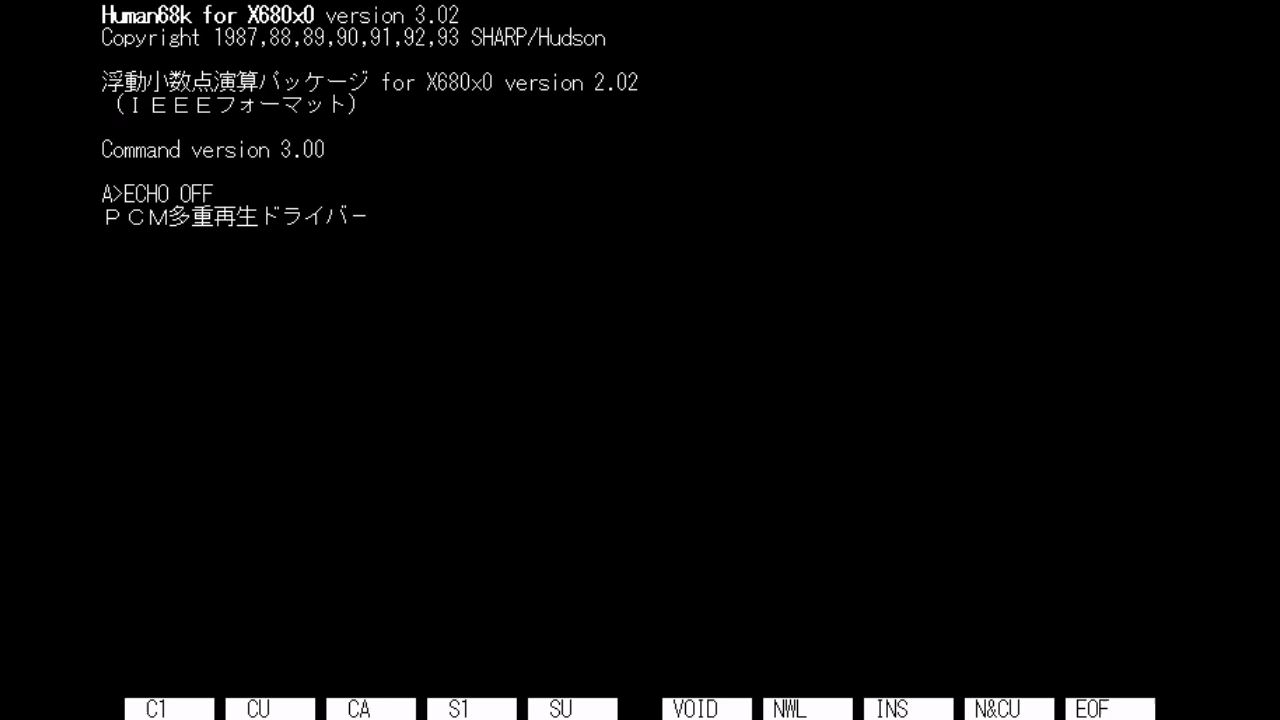 Human68k for X680x0 version 3.02
Copyright 1987,88,89,90,91,92,93 SHARP/Hudson
浮動小数点演算パッケージ for X680x0 version 2.02
（ＩＥＥＥフォーマット）
Command version 3.00
A>ECHO OFF
ＰＣＭ多重再生ドライバー
C1 CU CA S1 SU VOID NWL INS N&CU EOF